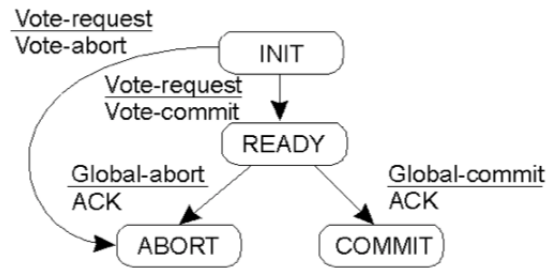 Vote-request
Vote-abort
INIT
Vote-request
Vote-commit
READY
Global-abort
ACK
Global-commit
ACK
ABORT
COMMIT